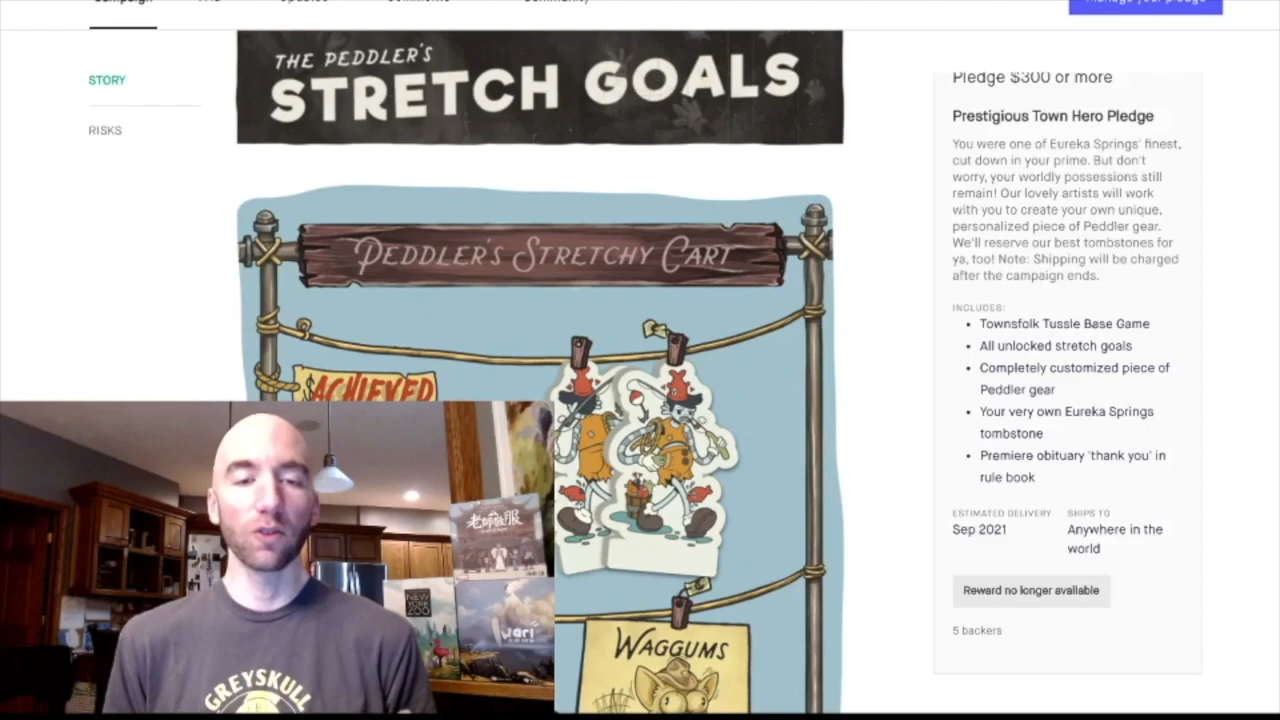 Campaign
Manage your pledge
STORY
RISKS
THE PEDDLER'S
STRETCH GOALS
PEDDLER'S STRETCHY CART
$ACHIEVED
WAGGUMS
Pledge $300 or more
Prestigious Town Hero Pledge
You were one of Eureka Springs' finest,
cut down in your prime. But don't
worry, your worldly possessions still
remain! Our lovely artists will work
with you to create your own unique,
personalized piece of Peddler gear.
We'll reserve our best tombstones for
ya, too! Note: Shipping will be charged
after the campaign ends.
INCLUDES:
• Townsfolk Tussle Base Game
• All unlocked stretch goals
• Completely customized piece of
Peddler gear
• Your very own Eureka Springs
tombstone
• Premiere obituary 'thank you' in
rule book
ESTIMATED DELIVERY
Sep 2021
SHIPS TO
Anywhere in the
world
Reward no longer available
5 backers
NEW
YORK
ZOO
GREYSKULL